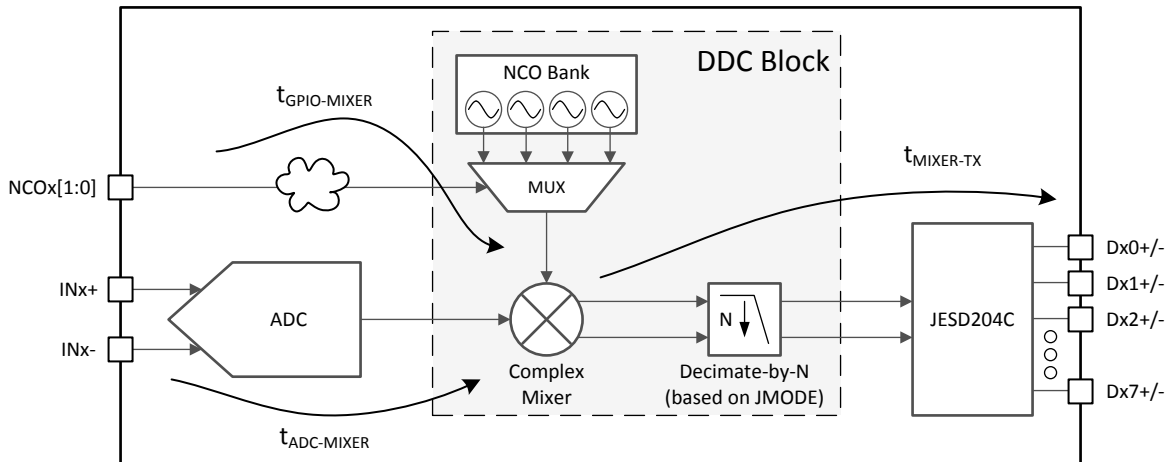 NCO Bank
DDC Block
tGPIO-MIXER
tMIXER-TX
NCOx[1:0]
MUX
Dx0+/-
INx+
Dx1+/-
ADC
N
JESD204C
Dx2+/-
INx-
Complex
Mixer
Decimate-by-N
(based on JMODE)
Dx7+/-
tADC-MIXER